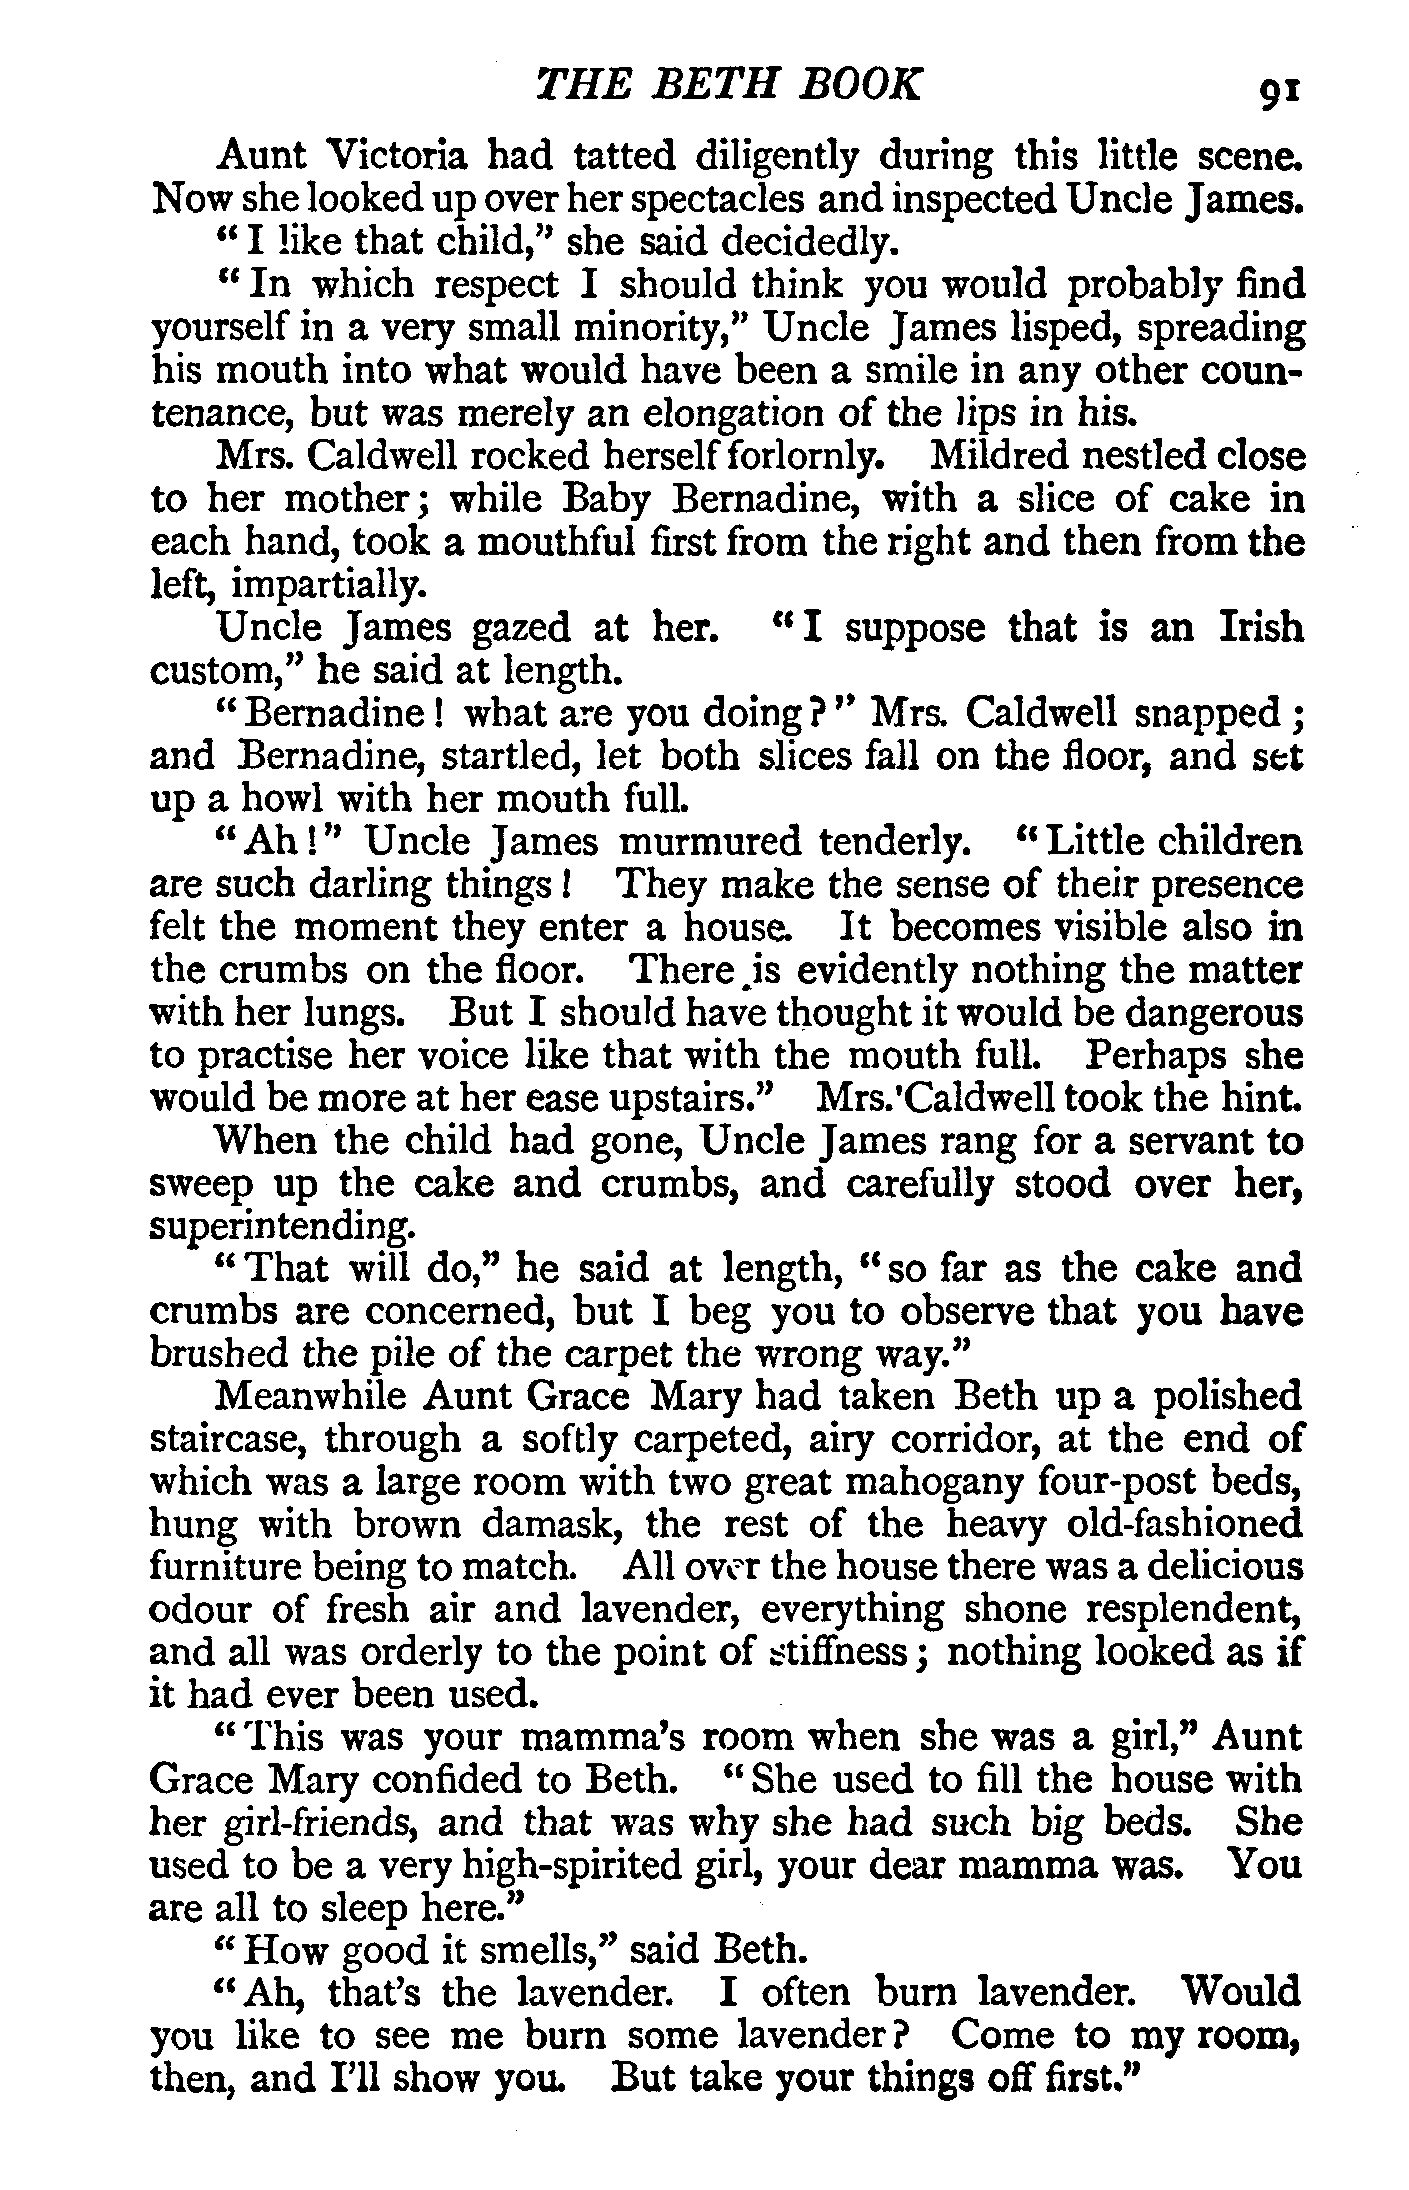 THE BETH BOOK 91
Aunt Victoria had tatted diligently during this little scene.
Now she looked up over her spectacles and inspected Uncle James.
“I like that child,” she said decidedly.
“In which respect I should think you would probably find
yourself in a very small minority,” Uncle James lisped, spreading
his mouth into what would have been a smile in any other coun-
tenance, but was merely an elongation of the lips in his.
Mrs. Caldwell rocked herself forlornly. Mildred nestled close
to her mother; while Baby Bernadine, with a slice of cake in
each hand, took a mouthful first from the right and then from the
left, impartially.
Uncle James gazed at her. “I suppose that is an Irish
custom,” he said at length.
“Bernadine! what are you doing?” Mrs. Caldwell snapped;
and Bernadine, startled, let both slices fall on the floor, and set
up a howl with her mouth full.
“Ah!” Uncle James murmured tenderly. “Little children
are such darling things! They make the sense of their presence
felt the moment they enter a house. It becomes visible also in
the crumbs on the floor. There is evidently nothing the matter
with her lungs. But I should have thought it would be dangerous
to practise her voice like that with the mouth full. Perhaps she
would be more at her ease upstairs.” Mrs. Caldwell took the hint.
When the child had gone, Uncle James rang for a servant to
sweep up the cake and crumbs, and carefully stood over her,
superintending.
“That will do,” he said at length, “so far as the cake and
crumbs are concerned, but I beg you to observe that you have
brushed the pile of the carpet the wrong way.”
Meanwhile Aunt Grace Mary had taken Beth up a polished
staircase, through a softly carpeted, airy corridor, at the end of
which was a large room with two great mahogany four-post beds,
hung with brown damask, the rest of the heavy old-fashioned
furniture being to match. All over the house there was a delicious
odour of fresh air and lavender, everything shone resplendent,
and all was orderly to the point of stiffness; nothing looked as if
it had ever been used.
“This was your mamma’s room when she was a girl,” Aunt
Grace Mary confided to Beth. “She used to fill the house with
her girl-friends, and that was why she had such big beds. She
used to be a very high-spirited girl, your dear mamma was. You
are all to sleep here.”
“How good it smells,” said Beth.
“Ah, that’s the lavender. I often burn lavender. Would
you like to see me burn some lavender? Come to my room,
then, and I’ll show you. But take your things off first.”